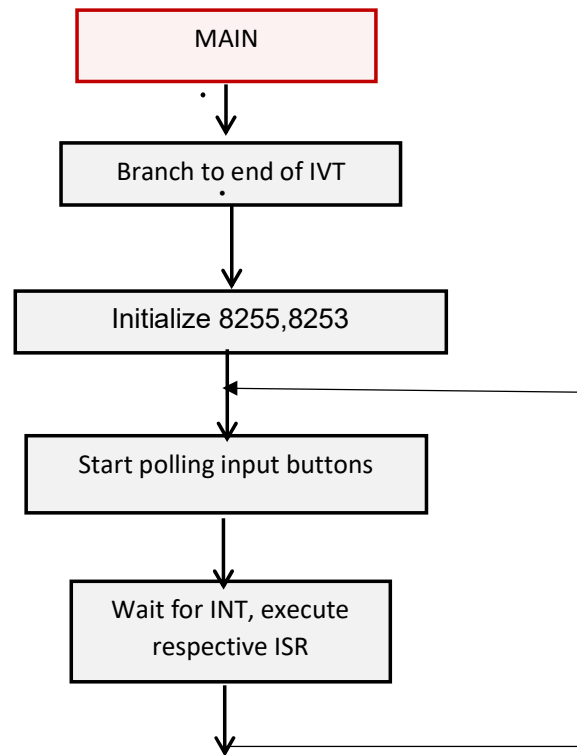 MAIN
Branch to end of IVT
Initialize 8255,8253
Start polling input buttons
Wait for INT, execute
respective ISR